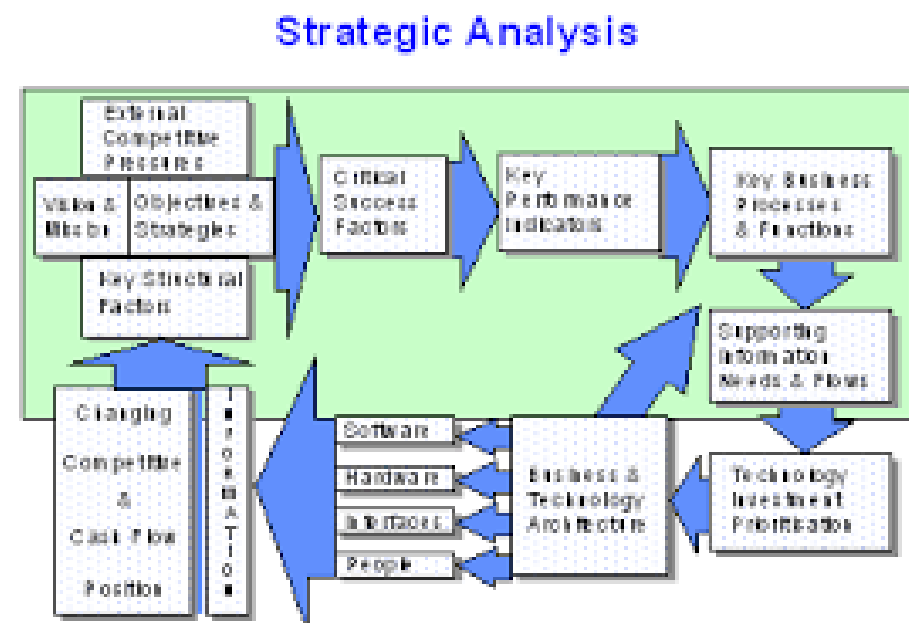 Strategic Analysis
External
Competitive
Pressures
Vision &
Mission
Objectives &
Strategies
Key Structural
Factors
Critical
Success
Factors
Key
Performance
Indicators
Key Business
Processes
& Functions
Supporting
Information
Needs & Flows
Technology
Investment
Prioritisation
Business &
Technology
Architecture
Software
Hardware
Interfaces
People
INFORMATION
Changing
Competitive
&
Cash Flow
Position